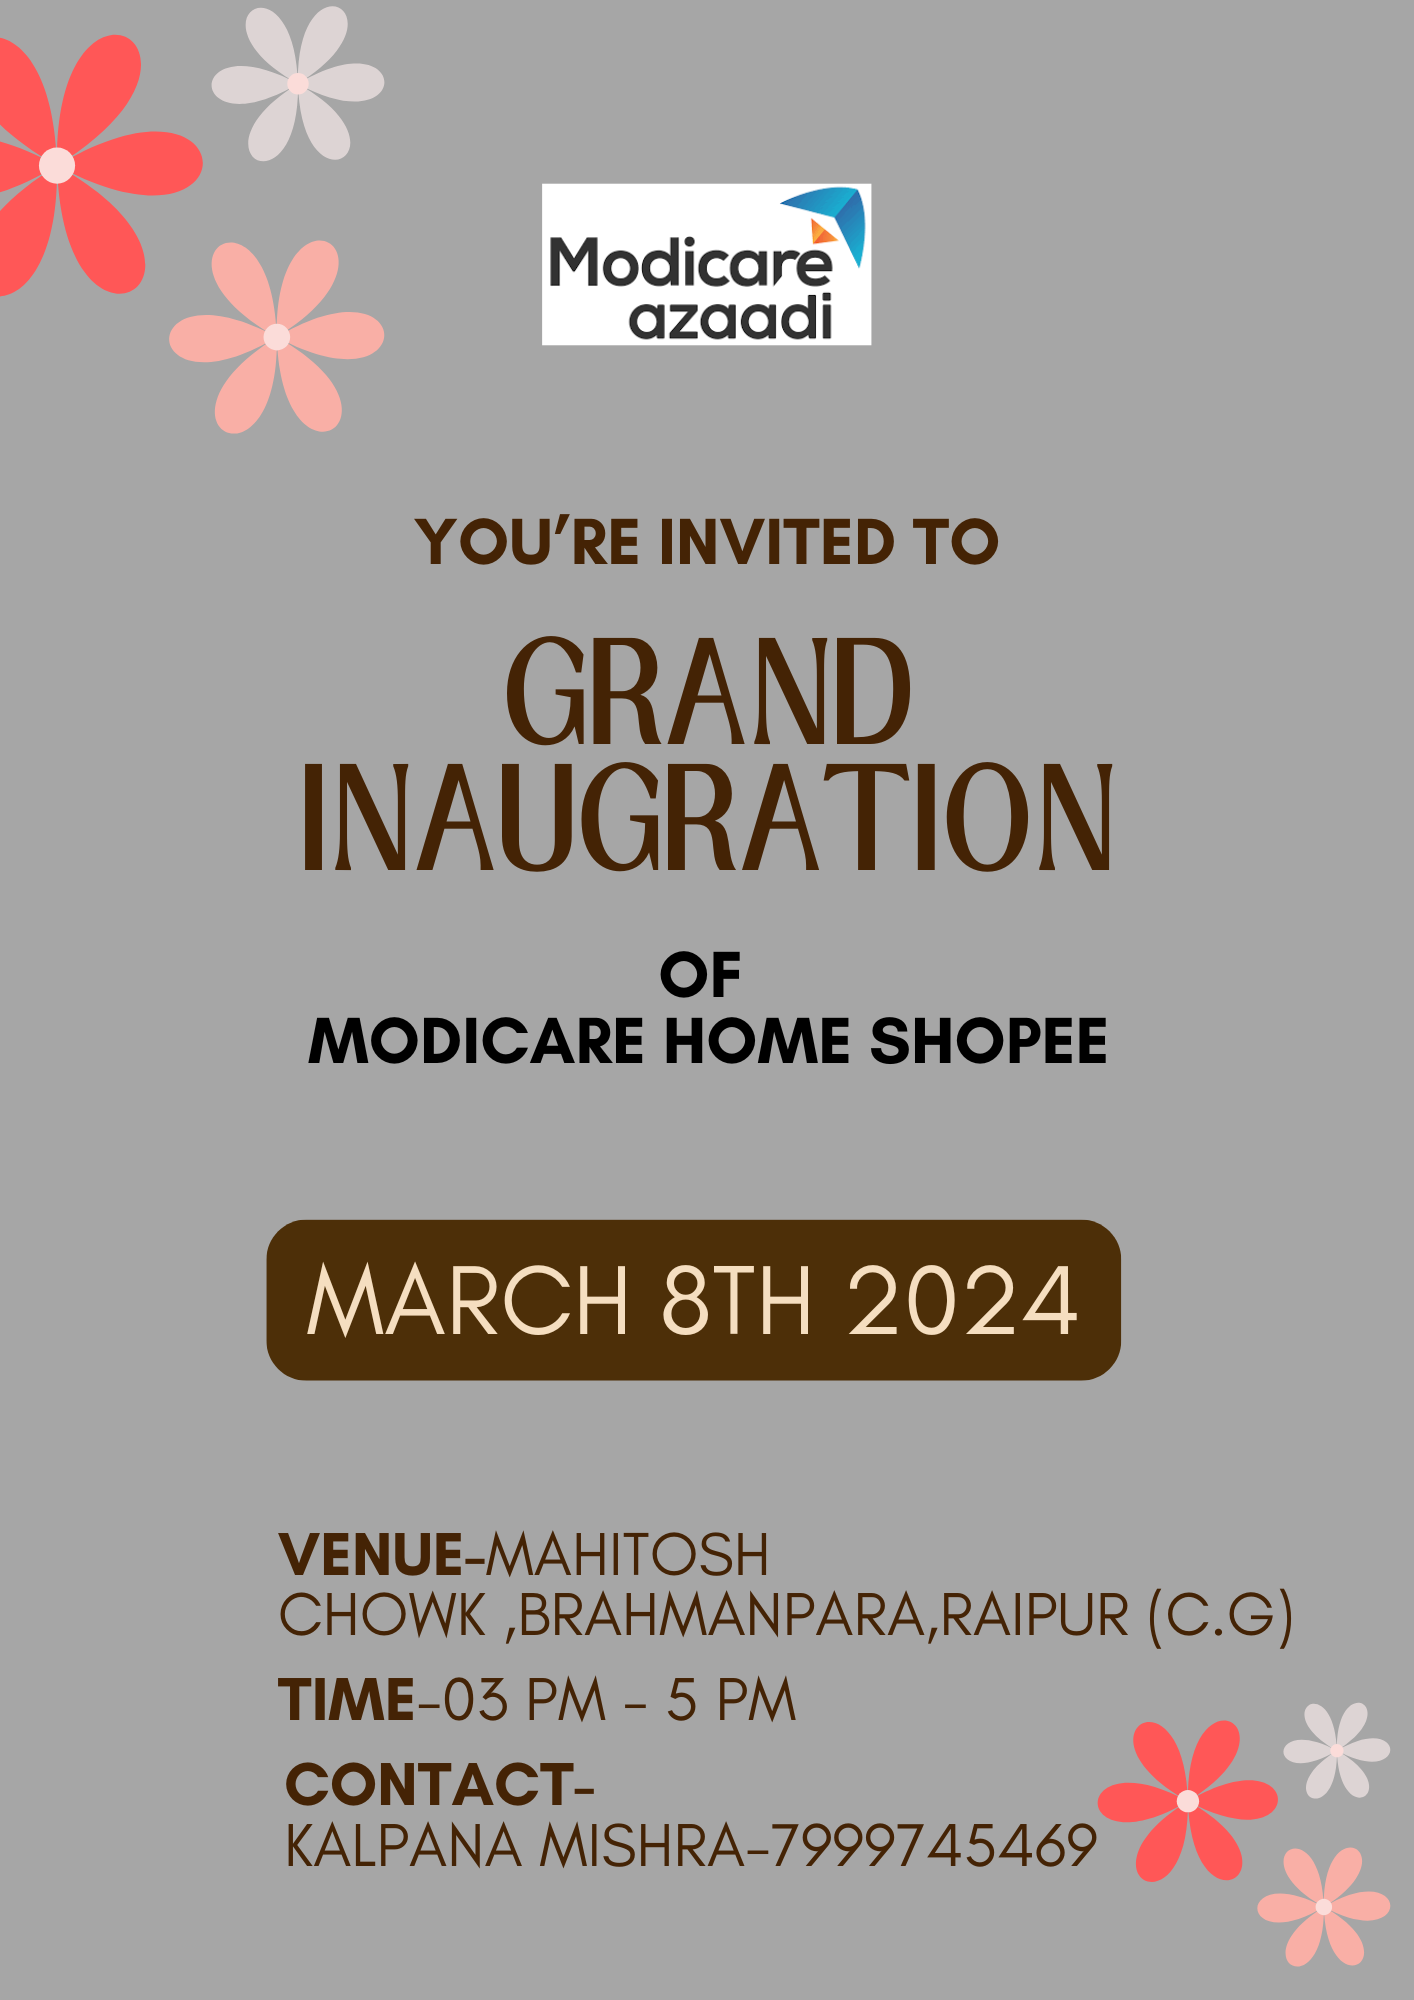 Modicare
azaadi
YOU'RE INVITED TO
GRAND
INAUGRATION
OF
MODICARE HOME SHOPEE
MARCH 8TH 2024
VENUE-MAHITOSH
CHOWK ,BRAHMANPARA,RAIPUR (C.G)
TIME-03 PM - 5 PM
CONTACT-
KALPANA MISHRA-7999745469